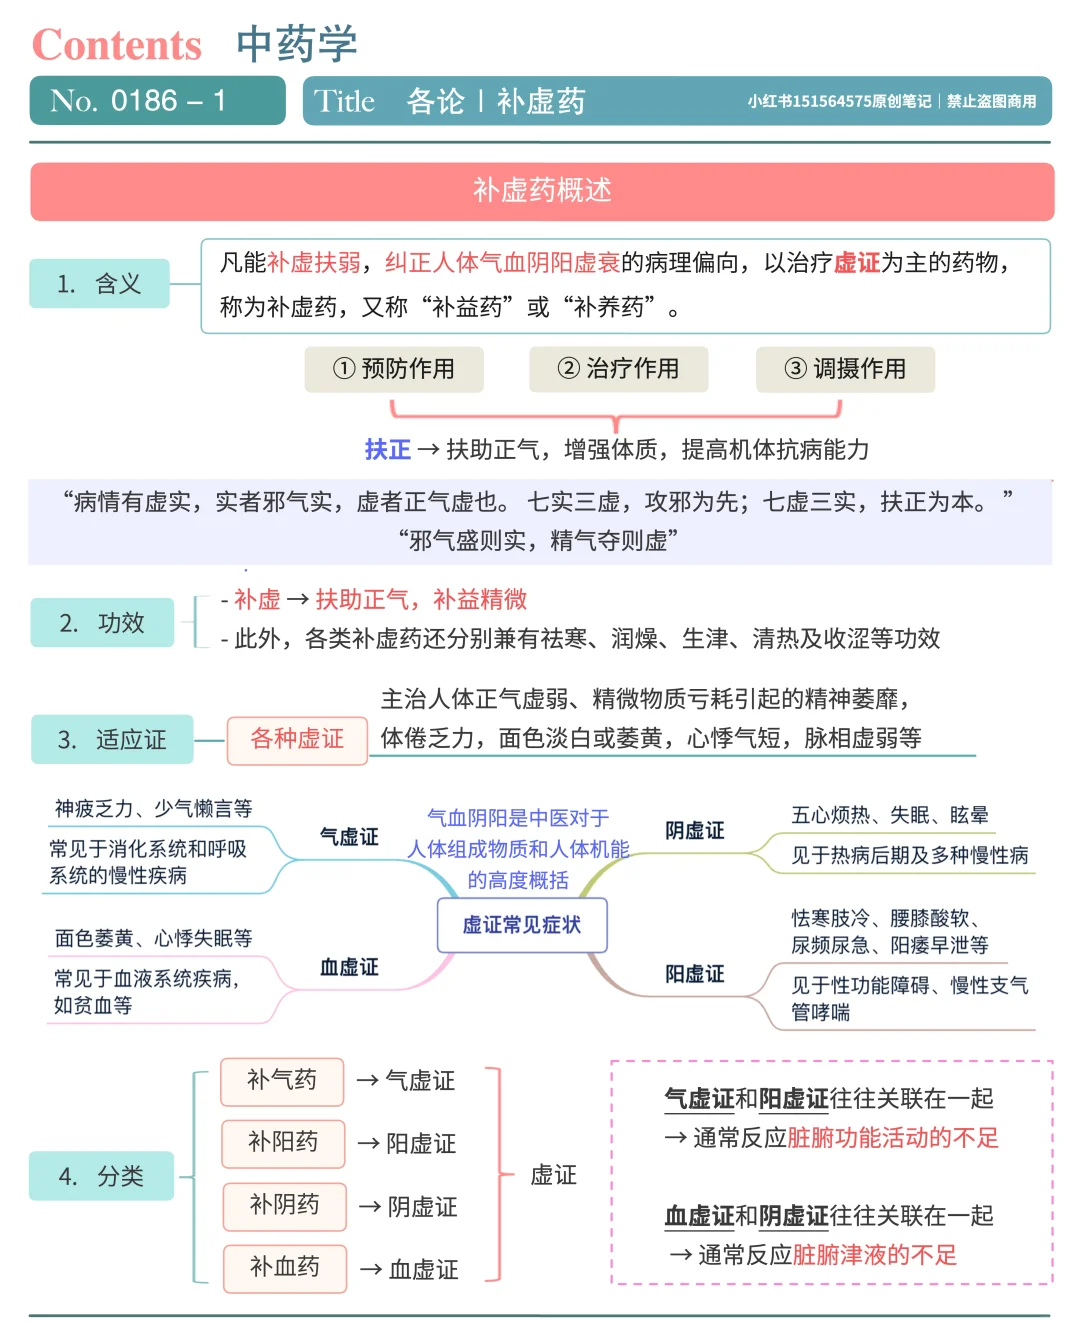 Contents 中药学
No. 0186 – 1
Title 各论 | 补虚药
小红书151564575原创笔记｜禁止盗图商用
补虚药概述
1. 含义
凡能补虚扶弱，纠正人体气血阴阳虚衰的病理偏向，以治疗虚证为主的药物，
称为补虚药，又称“补益药”或“补养药”。
① 预防作用
② 治疗作用
③ 调摄作用
扶正 → 扶助正气，增强体质，提高机体抗病能力
“病情有虚实，实者邪气实，虚者正气虚也。 七实三虚，攻邪为先；七虚三实，扶正为本。”
“邪气盛则实，精气夺则虚”
2. 功效
- 补虚 → 扶助正气，补益精微
- 此外，各类补虚药还分别兼有祛寒、润燥、生津、清热及收涩等功效
3. 适应证
各种虚证
主治人体正气虚弱、精微物质亏耗引起的精神萎靡，
体倦乏力，面色淡白或萎黄，心悸气短，脉相虚弱等
神疲乏力、少气懒言等
常见于消化系统和呼吸
系统的慢性疾病
气虚证
面色萎黄、心悸失眠等
常见于血液系统疾病，
如贫血等
血虚证
气血阴阳是中医对于
人体组成物质和人体机能
的高度概括
虚证常见症状
阴虚证
五心烦热、失眠、眩晕
见于热病后期及多种慢性病
阳虚证
怯寒肢冷、腰膝酸软、
尿频尿急、阳痿早泄等
见于性功能障碍、慢性支气
管哮喘
4. 分类
补气药 → 气虚证
补阳药 → 阳虚证
补阴药 → 阴虚证
补血药 → 血虚证
虚证
气虚证和阳虚证往往关联在一起
→ 通常反应脏腑功能活动的不足
血虚证和阴虚证往往关联在一起
→ 通常反应脏腑津液的不足